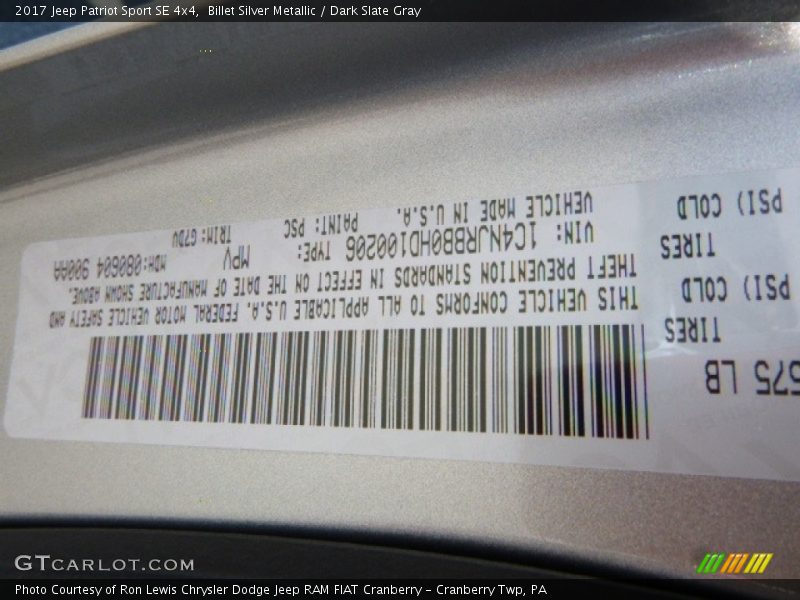 2017 Jeep Patriot Sport SE 4x4,  Billet Silver Metallic / Dark Slate Gray
575 LB
TIRES
PSI) COLD
TIRES
PSI) COLD
THIS VEHICLE CONFORMS TO ALL APPLICABLE U.S.A. FEDERAL MOTOR VEHICLE SAFETY AND
THEFT PREVENTION STANDARDS IN EFFECT ON THE DATE OF MANUFACTURE SHOWN ABOVE.
VIN: 1C4NJRBB0HD100206 TYPE: MPV MDH:080604 900AA
VEHICLE MADE IN U.S.A. PAINT: PSC TRIM: G7DV
GTCARLOT.COM
Photo Courtesy of Ron Lewis Chrysler Dodge Jeep RAM FIAT Cranberry – Cranberry Twp, PA